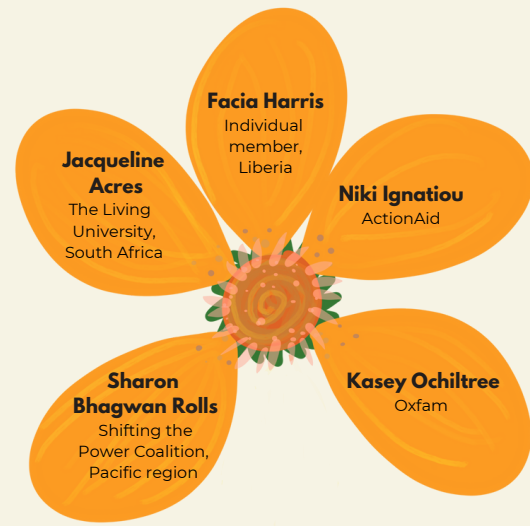 Facia Harris
Individual
member,
Liberia
Jacqueline
Acres
The Living
University,
South Africa
Niki Ignatiou
ActionAid
Sharon
Bhagwan Rolls
Shifting the
Power Coalition,
Pacific region
Kasey Ochiltree
Oxfam